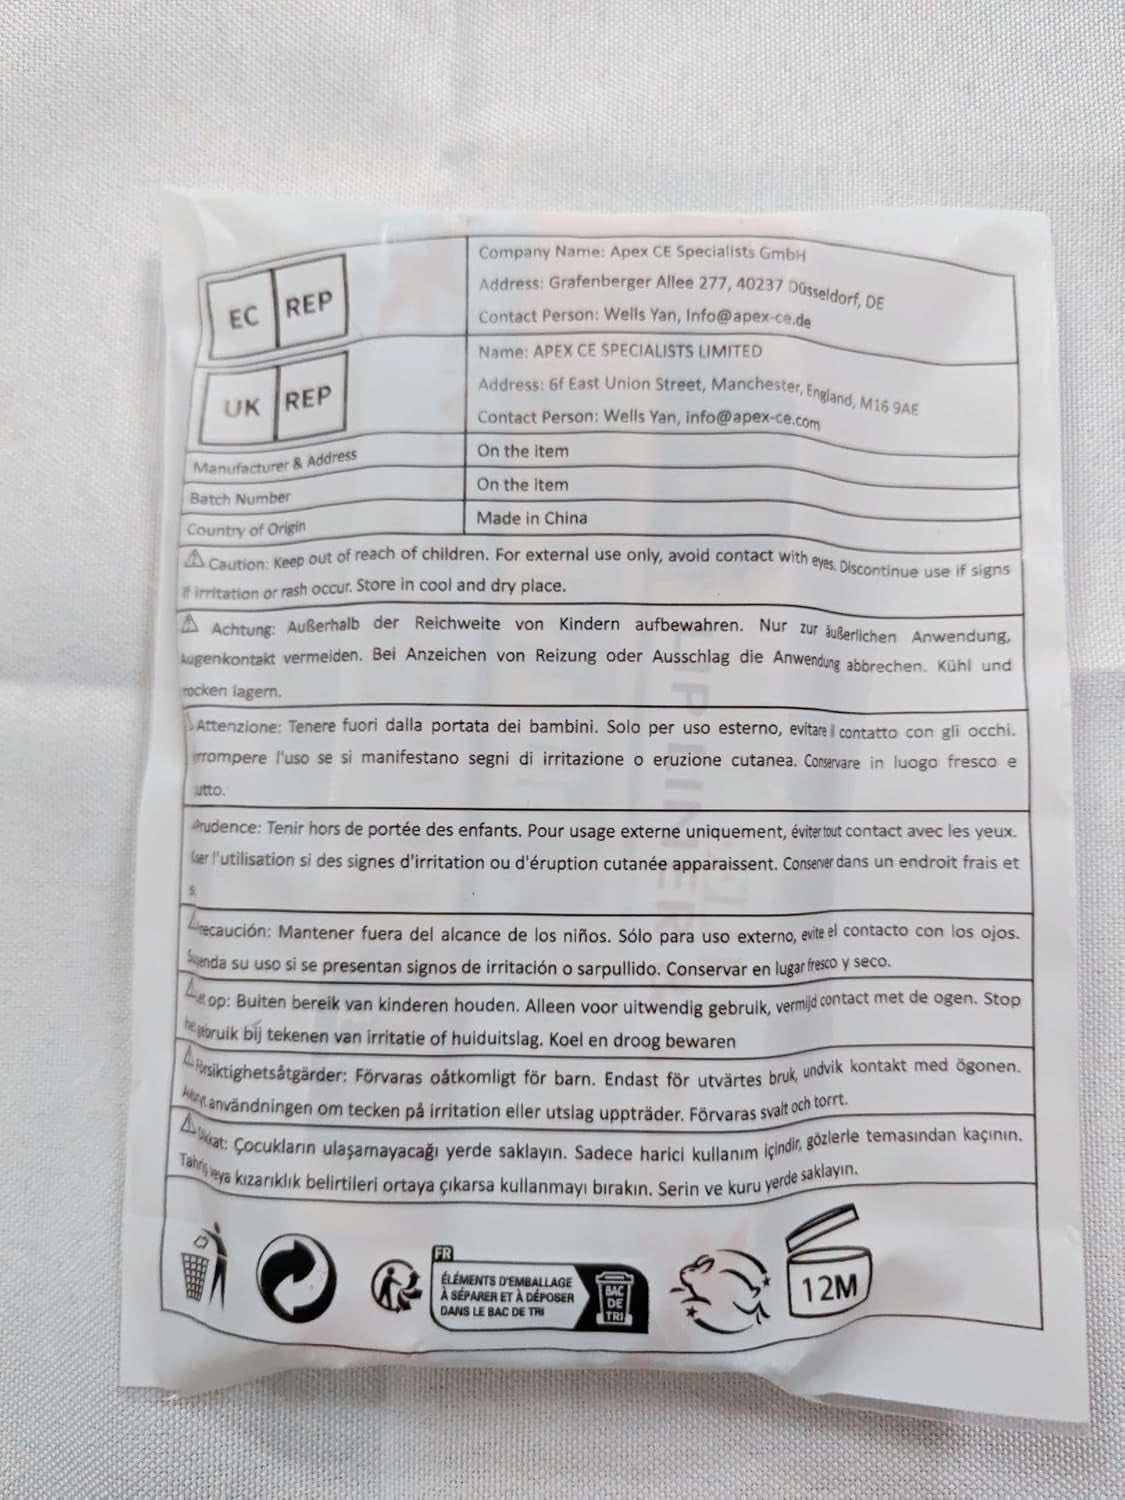 EC REP
Company Name: Apex CE Specialists GmbH
Address: Grafenberger Allee 277, 40237 Düsseldorf, DE
Contact Person: Wells Yan, Info@apex-ce.de
UK REP
Name: APEX CE SPECIALISTS LIMITED
Address: 6f East Union Street, Manchester, England, M16 9AE
Contact Person: Wells Yan, info@apex-ce.com
Manufacturer & Address On the item
Batch Number On the item
Country of Origin Made in China
Caution: Keep out of reach of children. For external use only, avoid contact with eyes. Discontinue use if signs
if irritation or rash occur. Store in cool and dry place.
Achtung: Außerhalb der Reichweite von Kindern aufbewahren. Nur zur äußerlichen Anwendung,
Augenkontakt vermeiden. Bei Anzeichen von Reizung oder Ausschlag die Anwendung abbrechen. Kühl und
rocken lagern.
Attenzione: Tenere fuori dalla portata dei bambini. Solo per uso esterno, evitare il contatto con gli occhi.
rrompere l'uso se si manifestano segni di irritazione o eruzione cutanea. Conservare in luogo fresco e
utto.
Prudence: Tenir hors de portée des enfants. Pour usage externe uniquement, éviter tout contact avec les yeux.
l'utilisation si des signes d'irritation ou d'éruption cutanée apparaissent. Conserver dans un endroit frais et
s
recaución: Mantener fuera del alcance de los niños. Sólo para uso externo, evite el contacto con los ojos.
Suspenda su uso si se presentan signos de irritación o sarpullido. Conservar en lugar fresco y seco.
Let op: Buiten bereik van kinderen houden. Alleen voor uitwendig gebruik, vermijd contact met de ogen. Stop
het gebruik bij tekenen van irritatie of huiduitslag. Koel en droog bewaren
Försiktighetsåtgärder: Förvaras oåtkomligt för barn. Endast för utvärtes bruk, undvik kontakt med ögonen.
Avbryt användningen om tecken på irritation eller utslag uppträder. Förvaras svalt och torrt.
Dikkat: Çocukların ulaşamayacağı yerde saklayın. Sadece harici kullanım içindir, gözlerle temasından kaçının.
Tahriş veya kızarıklık belirtileri ortaya çıkarsa kullanmayı bırakın. Serin ve kuru yerde saklayın.
FR
ÉLÉMENTS D'EMBALLAGE
À SÉPARER ET À DÉPOSER
DANS LE BAC DE TRI
BAC
DE
TRI
12M
LIPLINER